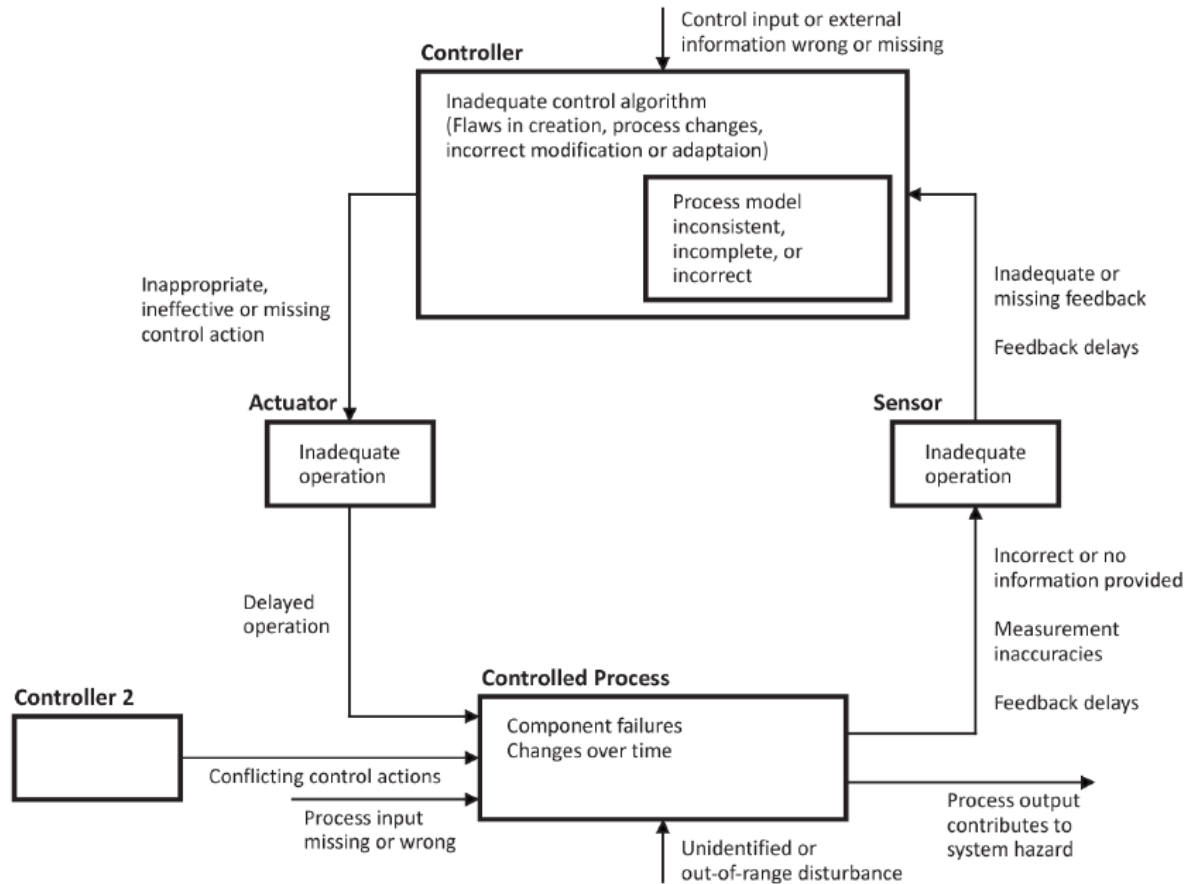 Control input or external
information wrong or missing
Controller
Inadequate control algorithm
(Flaws in creation, process changes,
incorrect modification or adaptaion)
Process model
inconsistent,
incomplete, or
incorrect
Inappropriate,
ineffective or missing
control action
Inadequate or
missing feedback
Feedback delays
Actuator
Inadequate
operation
Sensor
Inadequate
operation
Delayed
operation
Incorrect or no
information provided
Measurement
inaccuracies
Feedback delays
Controller 2
Controlled Process
Component failures
Changes over time
Conflicting control actions
Process input
missing or wrong
Process output
contributes to
system hazard
Unidentified or
out-of-range disturbance